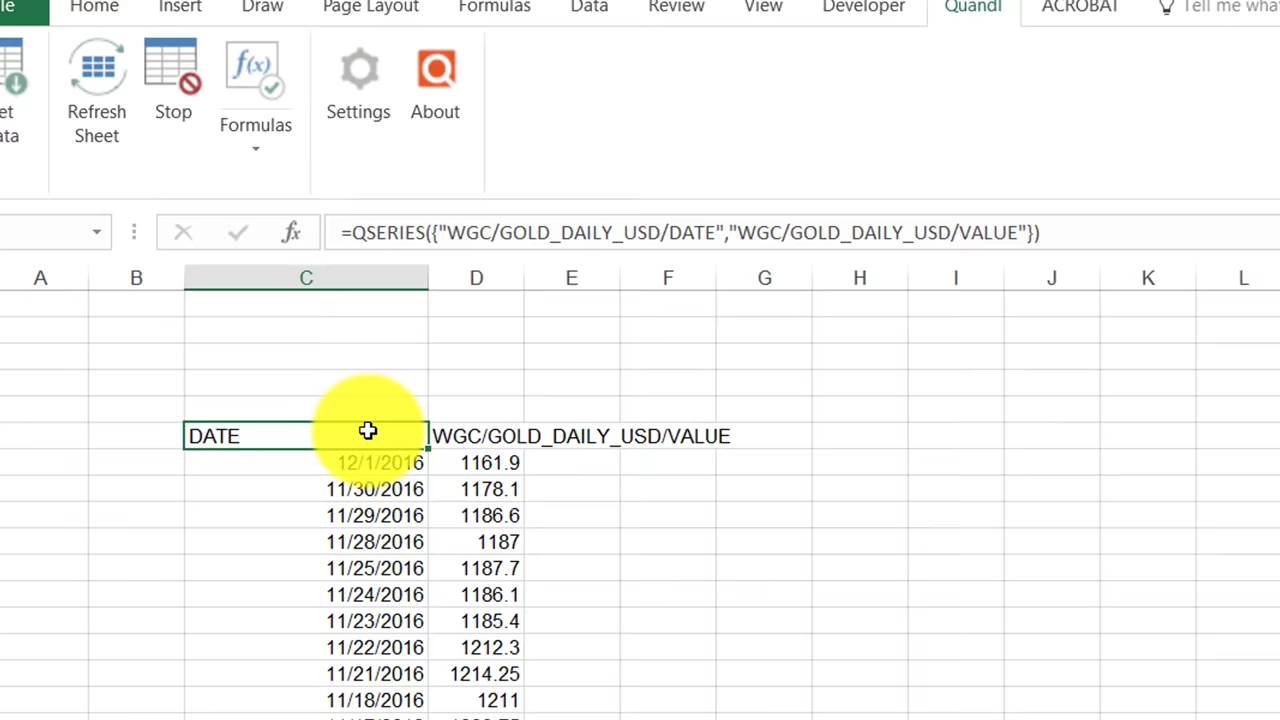 le Home Insert Draw Page Layout Formulas Data Review View Developer Quandl ACROBAT Tell me what
et ata
Refresh Sheet
Stop
f(x) Formulas
Settings
About
fx =QSERIES({"WGC/GOLD_DAILY_USD/DATE","WGC/GOLD_DAILY_USD/VALUE"})
A B C D E F G H I J K L
DATE WGC/GOLD_DAILY_USD/VALUE
12/1/2016 1161.9
11/30/2016 1178.1
11/29/2016 1186.6
11/28/2016 1187
11/25/2016 1187.7
11/24/2016 1186.1
11/23/2016 1185.4
11/22/2016 1212.3
11/21/2016 1214.25
11/18/2016 1211